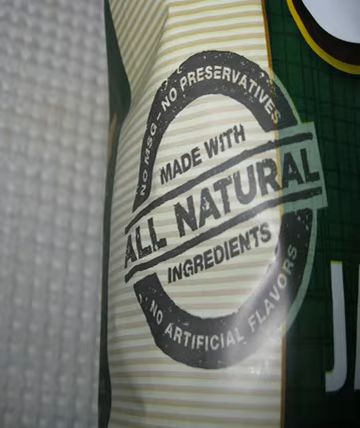 NO MSG - NO PRESERVATIVES
MADE WITH
ALL NATURAL
INGREDIENTS
NO ARTIFICIAL FLAVORS